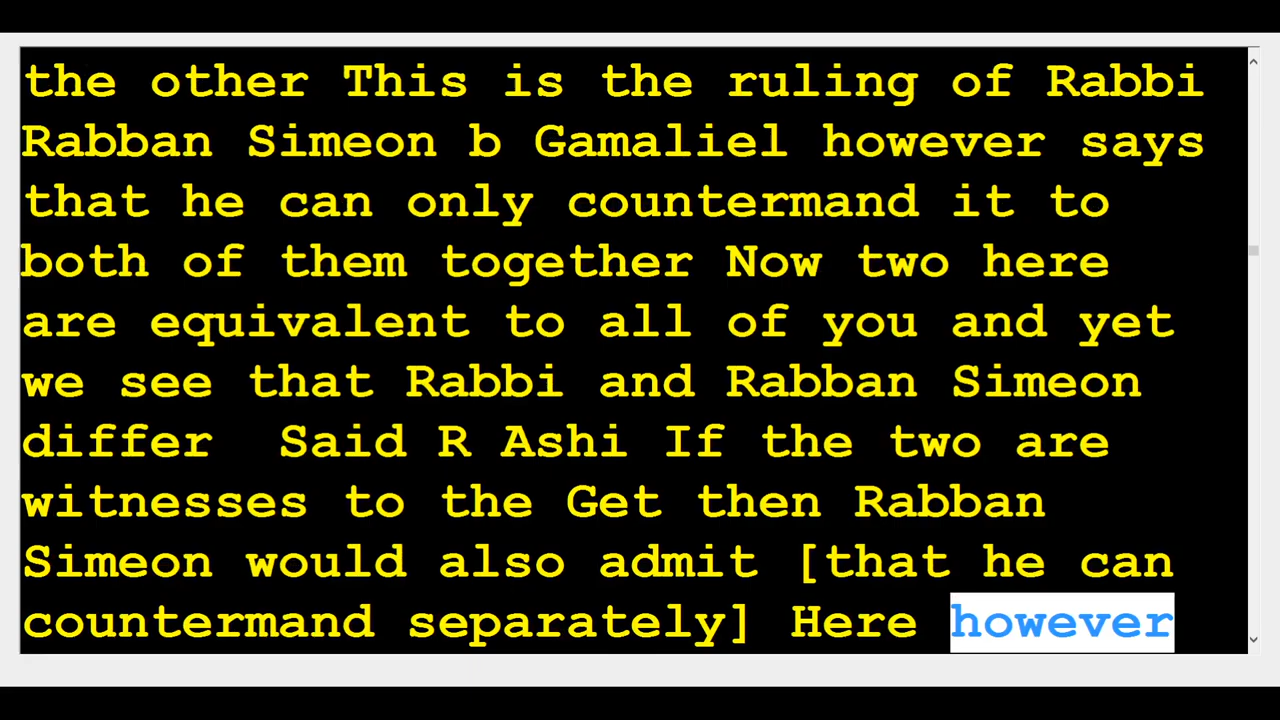 the other This is the ruling of Rabbi
Rabban Simeon b Gamaliel however says
that he can only countermand it to
both of them together Now two here
are equivalent to all of you and yet
we see that Rabbi and Rabban Simeon
differ  Said R Ashi If the two are
witnesses to the Get then Rabban
Simeon would also admit [that he can
countermand separately] Here however